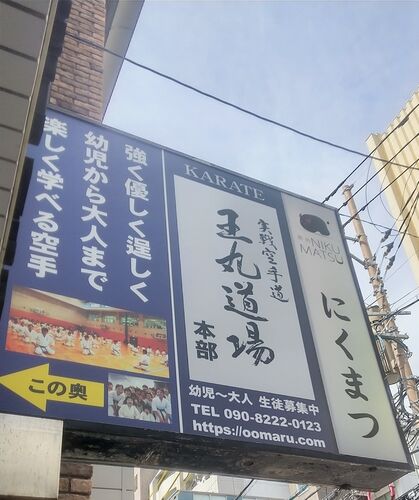 強く優しく逞しく
幼児から大人まで
楽しく学べる空手
この奥
KARATE
実戦空手道
王丸道場
本部
幼児～大人 生徒募集中
TEL 090-8222-0123
https://oomaru.com
NIKU
MATSU
にくまつ